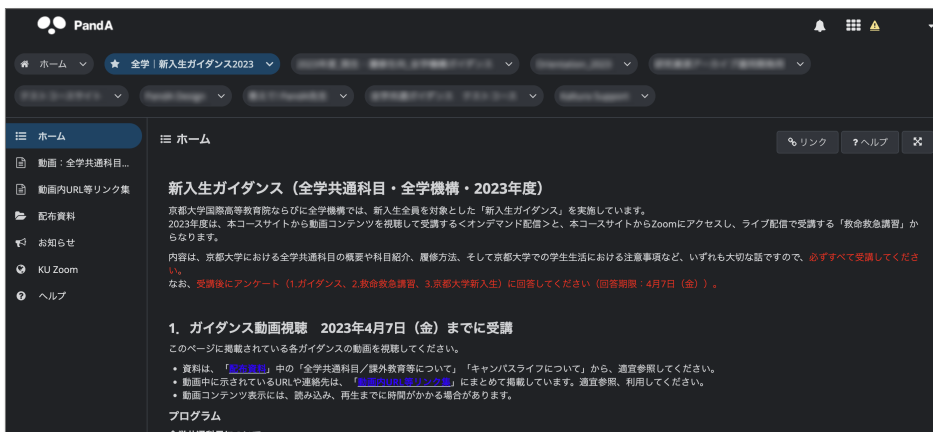 PandA
ホーム
全学｜新入生ガイダンス2023
ホーム
動画：全学共通科目...
動画内URL等リンク集
配布資料
お知らせ
KU Zoom
ヘルプ
ホーム
リンク
?ヘルプ
新入生ガイダンス（全学共通科目・全学機構・2023年度）
京都大学国際高等教育院ならびに全学機構では、新入生全員を対象とした「新入生ガイダンス」を実施しています。
2023年度は、本コースサイトから動画コンテンツを視聴して受講する＜オンデマンド配信＞と、本コースサイトからZoomにアクセスし、ライブ配信で受講する「救命救急講習」か
らなります。
内容は、京都大学における全学共通科目の概要や科目紹介、履修方法、そして京都大学での学生生活における注意事項など、いずれも大切な話ですので、必ずすべて受講してくださ
い。
なお、受講後にアンケート（1.ガイダンス、2.救命救急講習、3.京都大学新入生）に回答してください（回答期限：4月7日（金））。
1．ガイダンス動画視聴　2023年4月7日（金）までに受講
このページに掲載されている各ガイダンスの動画を視聴してください。
• 資料は、「配布資料」中の「全学共通科目／課外教育等について」「キャンパスライフについて」から、適宜参照してください。
• 動画中に示されているURLや連絡先は、「動画内URL等リンク集」にまとめて掲載しています。適宜参照、利用してください。
• 動画コンテンツ表示には、読み込み、再生までに時間がかかる場合があります。
プログラム